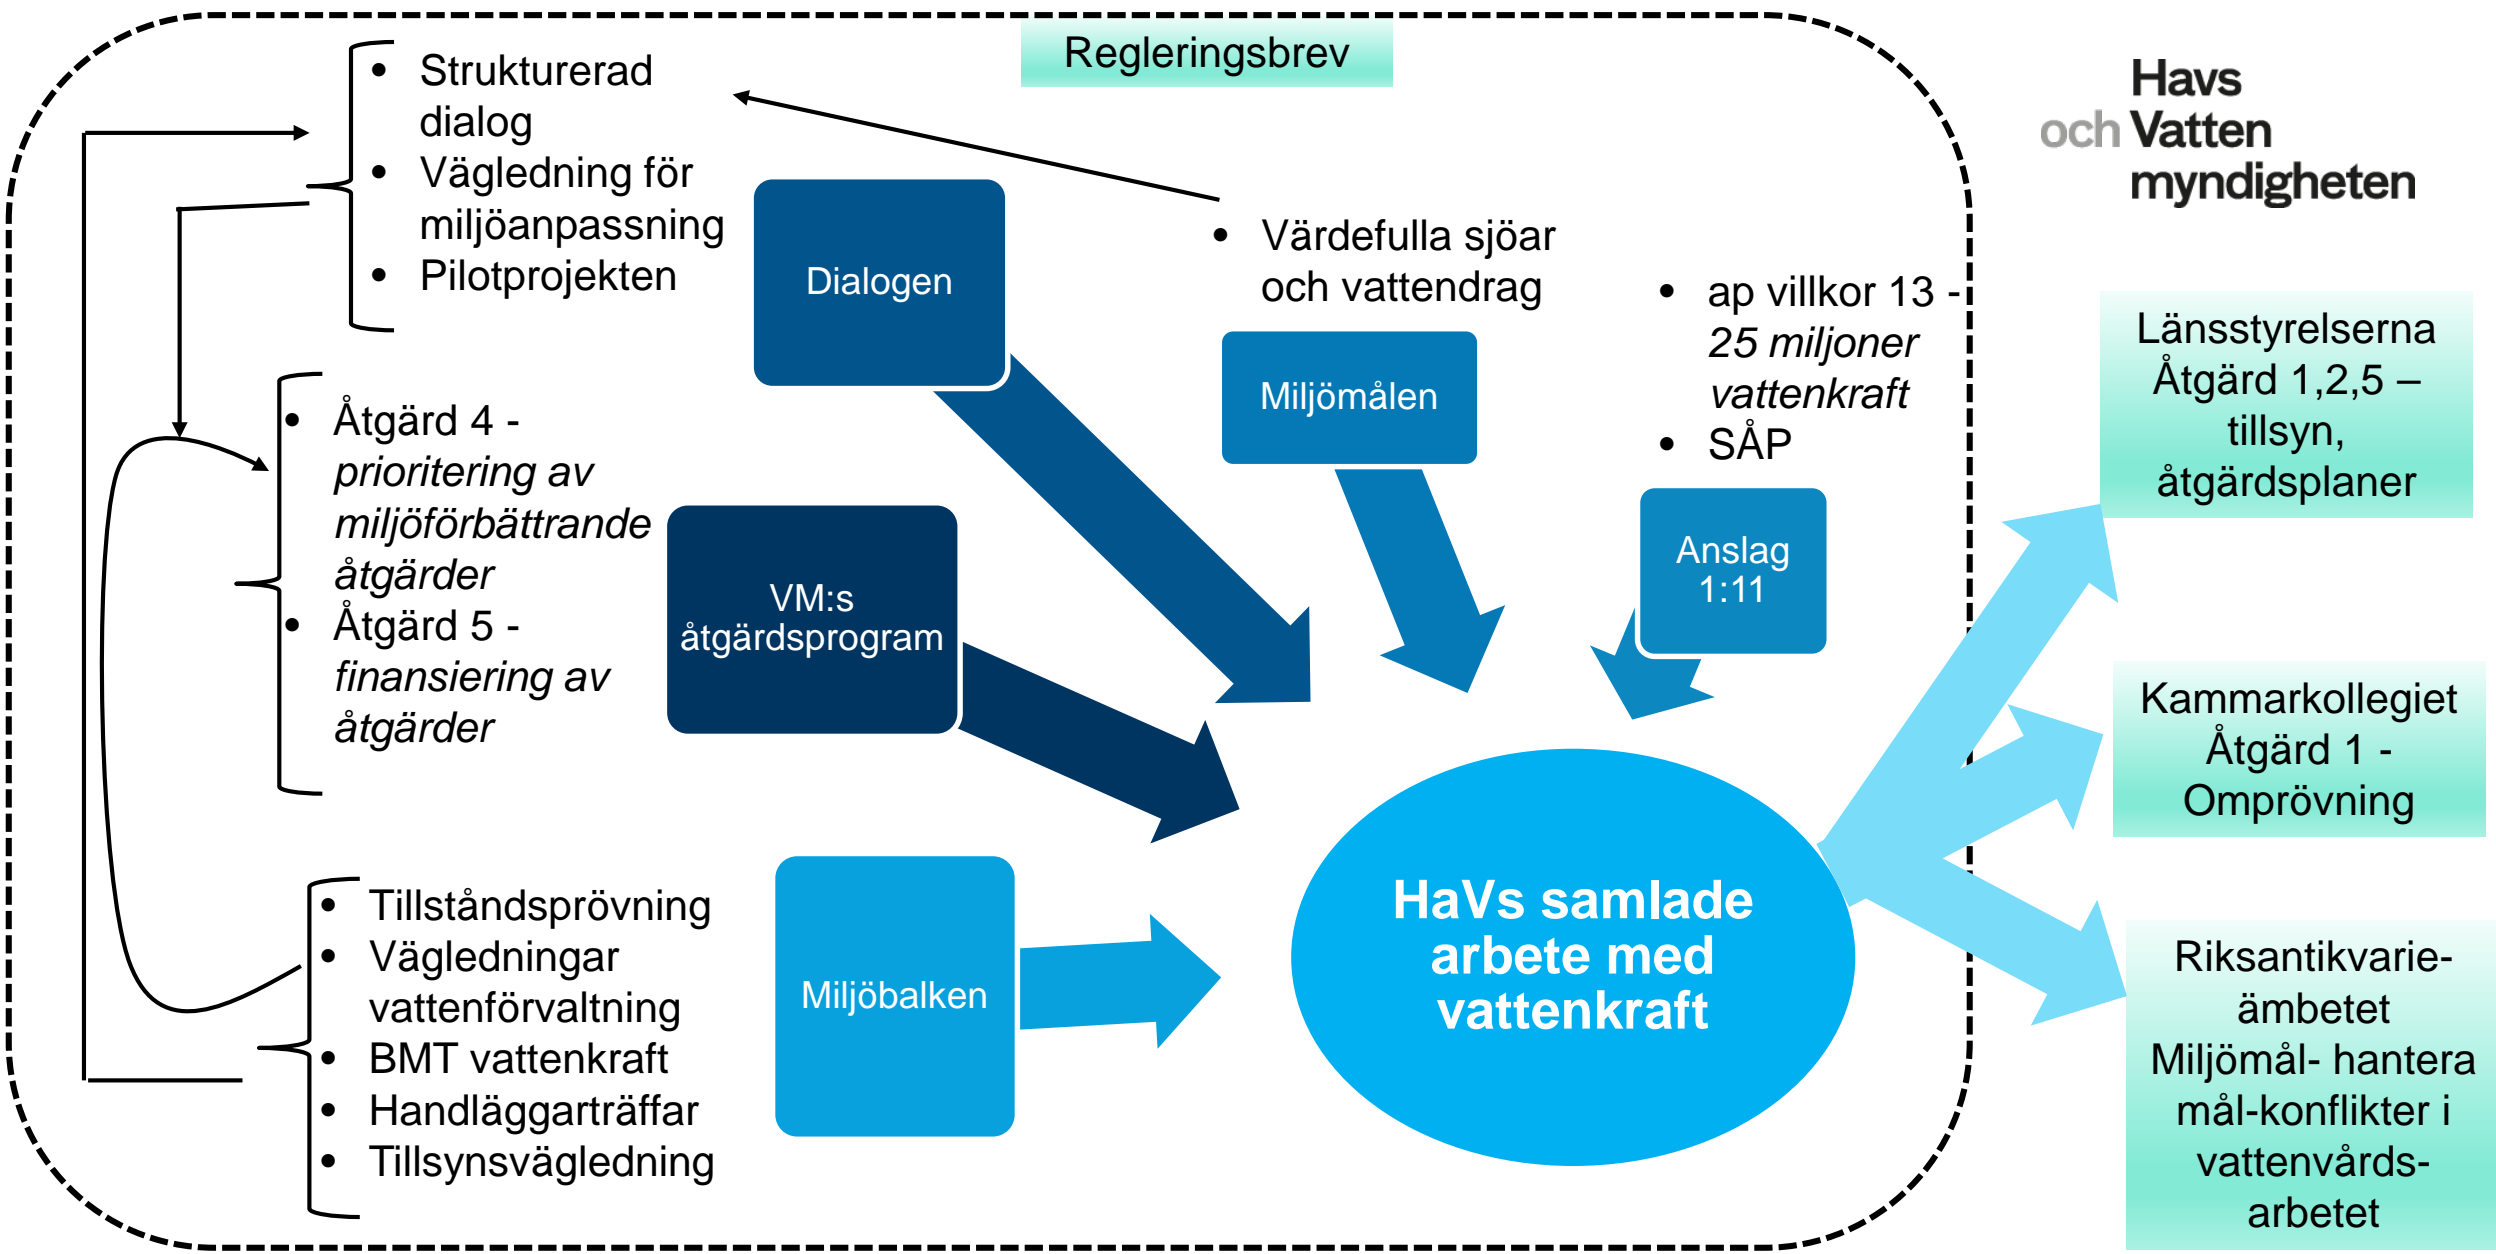 Regleringsbrev
Havs
och Vatten
myndigheten
• Strukturerad
dialog
• Vägledning för
miljöanpassning
• Pilotprojekten
Dialogen
• Värdefulla sjöar
och vattendrag
Miljömålen
• ap villkor 13 -
25 miljoner
vattenkraft
• SÅP
Anslag
1:11
• Åtgärd 4 -
prioritering av
miljöförbättrande
åtgärder
• Åtgärd 5 -
finansiering av
åtgärder
VM:s
åtgärdsprogram
• Tillståndsprövning
• Vägledningar
vattenförvaltning
• BMT vattenkraft
• Handläggarträffar
• Tillsynsvägledning
Miljöbalken
HaVs samlade
arbete med
vattenkraft
Länsstyrelserna
Åtgärd 1,2,5 –
tillsyn,
åtgärdsplaner
Kammarkollegiet
Åtgärd 1 -
Omprövning
Riksantikvarie-
ämbetet
Miljömål- hantera
mål-konflikter i
vattenvårds-
arbetet